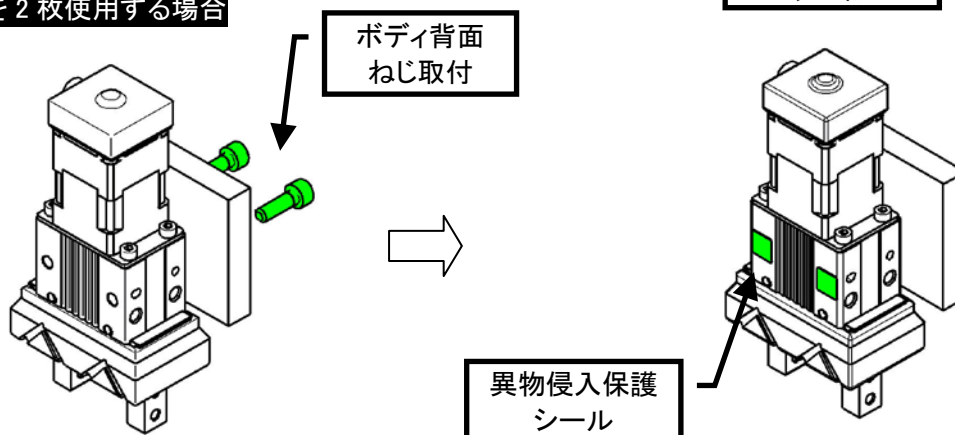 を 2 枚使用する場合
ボディ背面
ねじ取付
異物侵入保護
シール